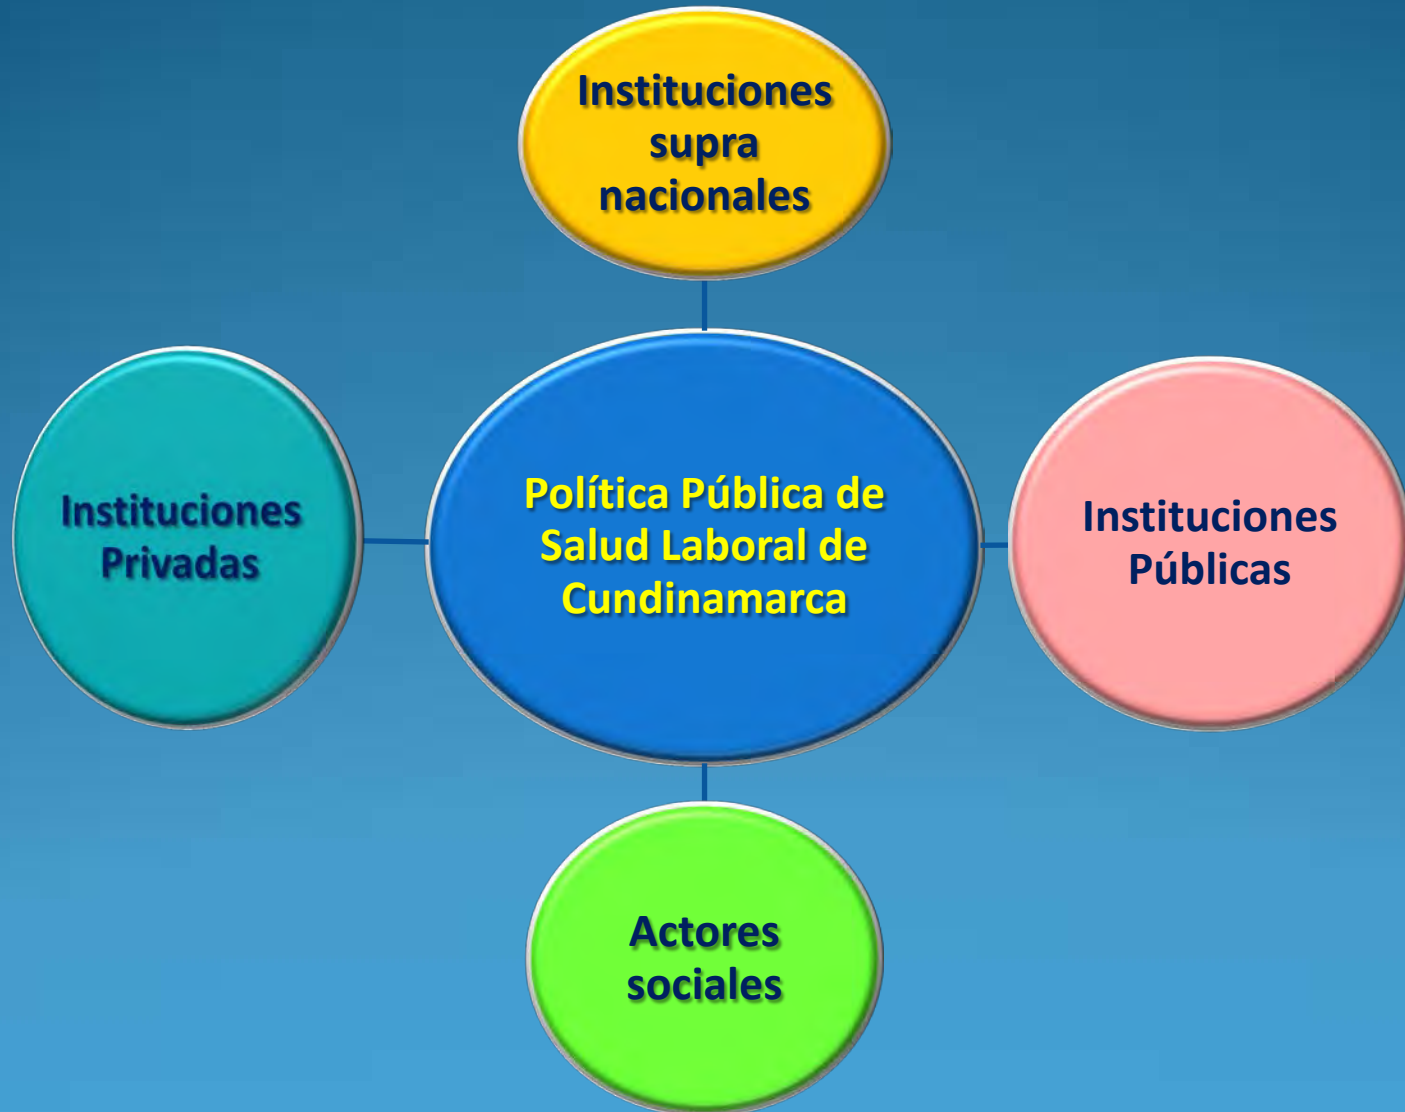 Instituciones
supra
nacionales
Instituciones
Privadas
Política Pública de
Salud Laboral de
Cundinamarca
Instituciones
Públicas
Actores
sociales